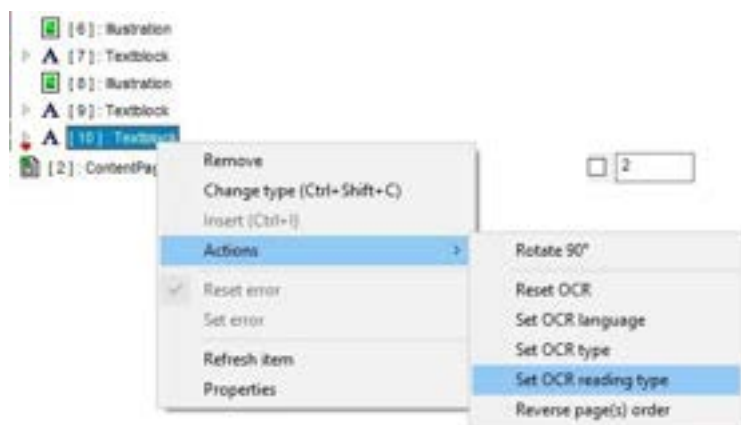 [6] : Illustration
[7] : Textblock
[8] : Illustration
[9] : Textblock
[10] : Textblock
[2] : ContentPag
2
Remove
Change type (Ctrl+Shift+C)
Insert (Ctrl+I)
Actions
Reset error
Set error
Refresh item
Properties
Rotate 90°
Reset OCR
Set OCR language
Set OCR type
Set OCR reading type
Reverse page(s) order